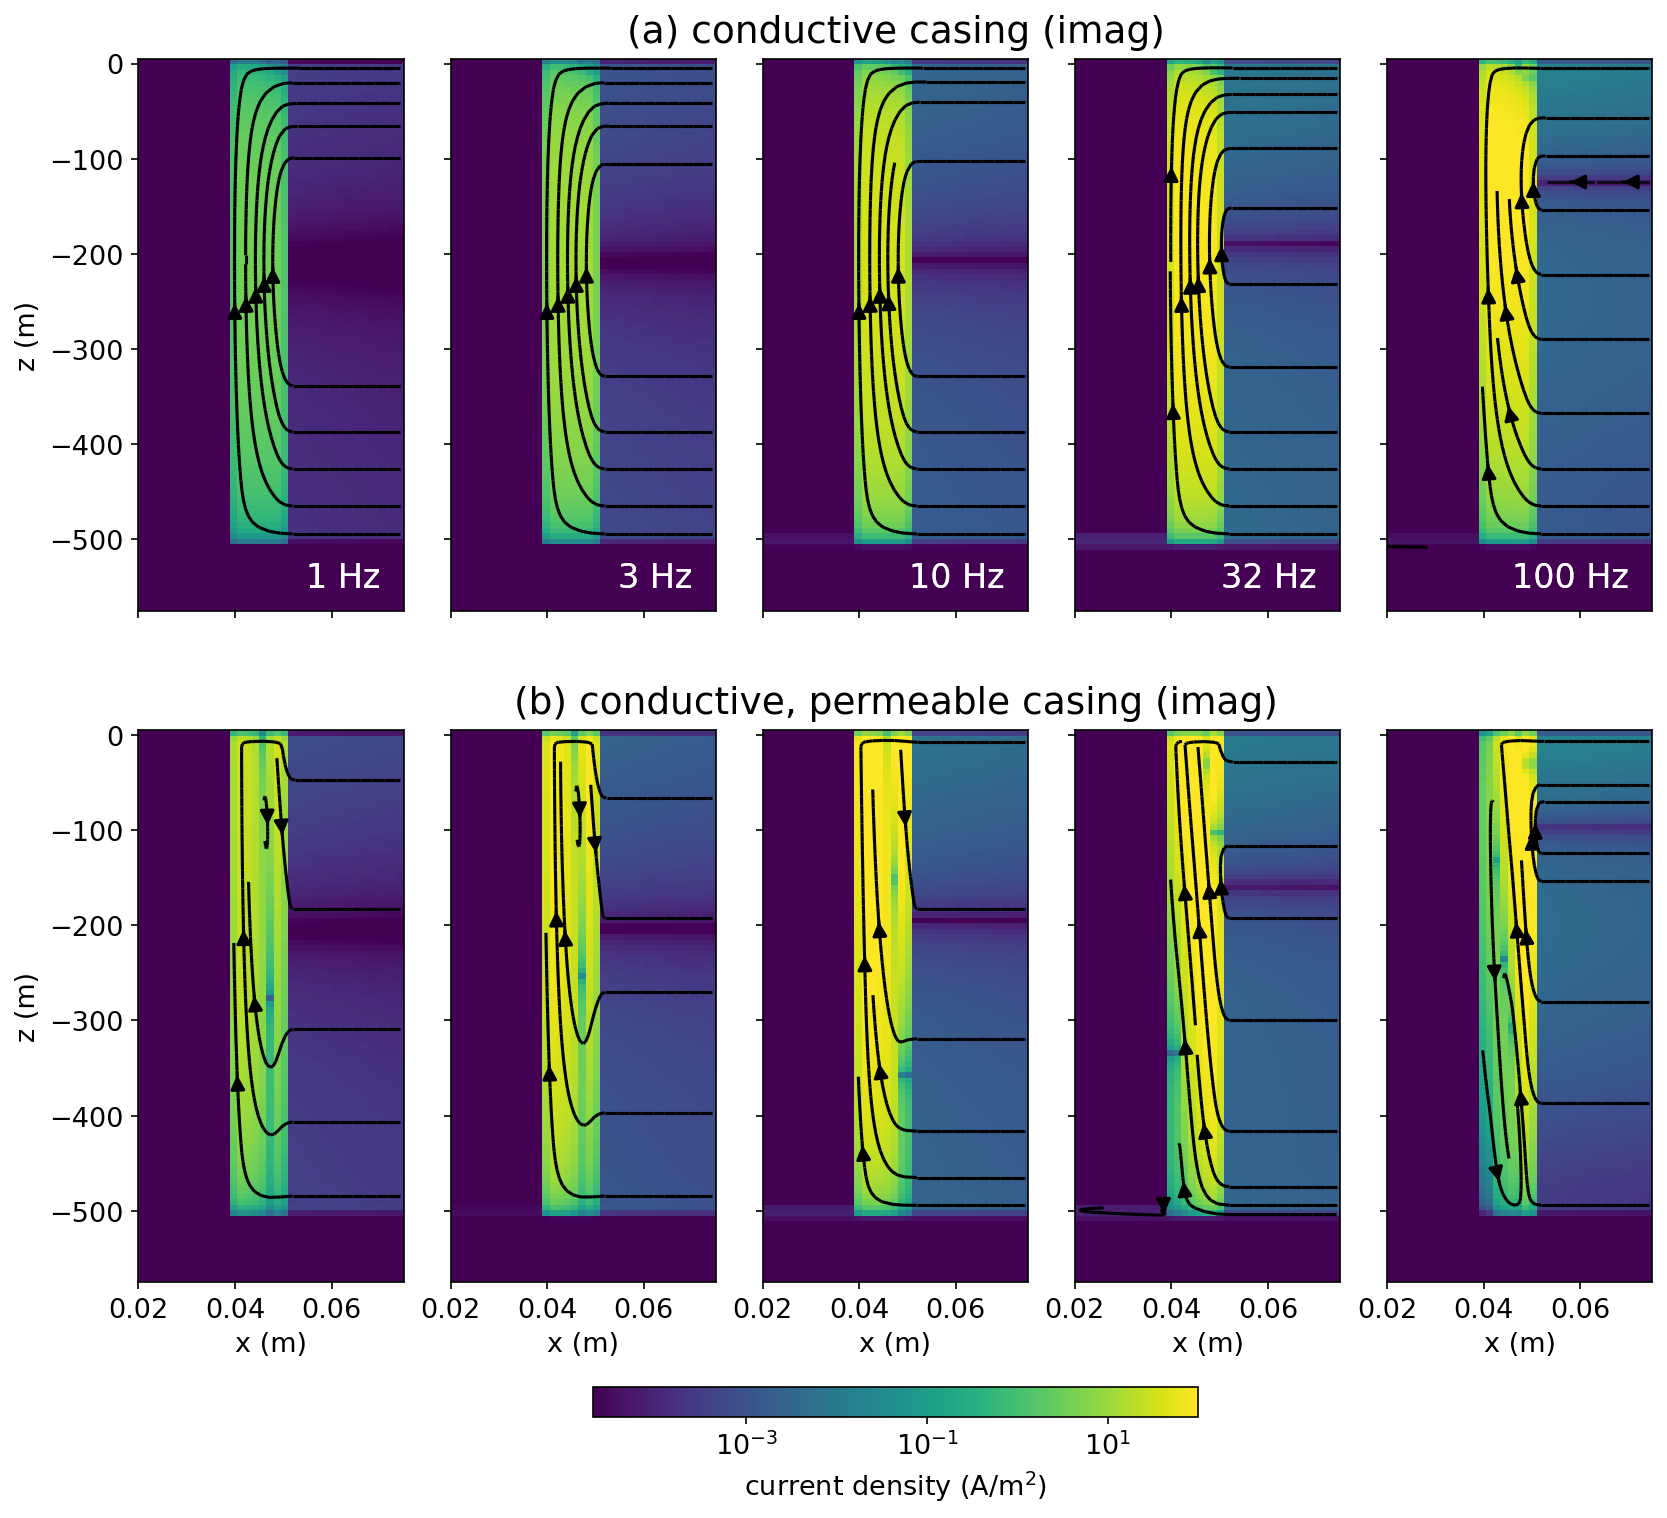 (a) conductive casing (imag)
0
−100
−200
−300
−400
−500
z (m)
1 Hz
3 Hz
10 Hz
32 Hz
100 Hz
(b) conductive, permeable casing (imag)
0
−100
−200
−300
−400
−500
z (m)
0.02 0.04 0.06 0.02 0.04 0.06 0.02 0.04 0.06 0.02 0.04 0.06 0.02 0.04 0.06
x (m) x (m) x (m) x (m) x (m)
10⁻³ 10⁻¹ 10¹
current density (A/m²)